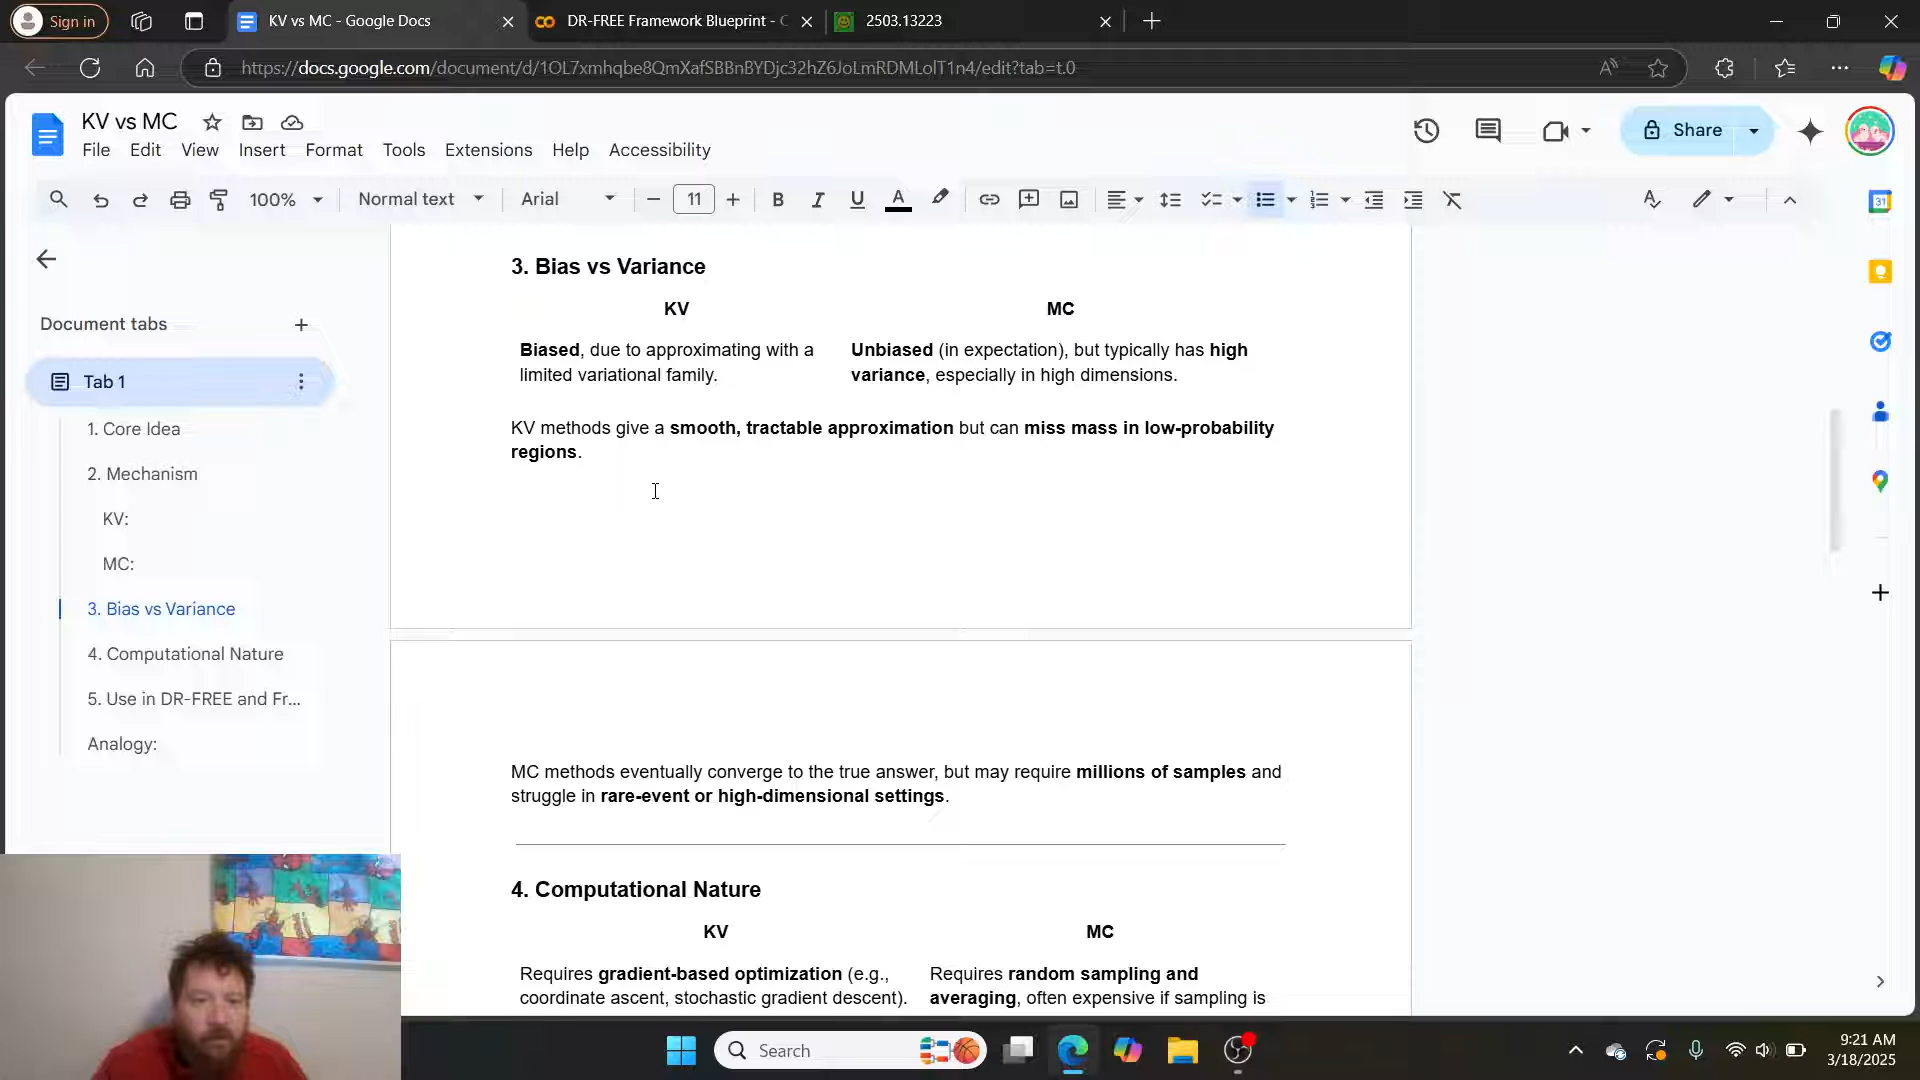 Sign in
KV vs MC - Google Docs
DR-FREE Framework Blueprint - C
2503.13223
https://docs.google.com/document/d/1OL7xmhqbe8QmXafSBBnBYDjc32hZ6JoLmRDMLolT1n4/edit?tab=t.0
KV vs MC
File Edit View Insert Format Tools Extensions Help Accessibility
Share
100%
Normal text
Arial
11
Document tabs
Tab 1
1. Core Idea
2. Mechanism
KV:
MC:
3. Bias vs Variance
4. Computational Nature
5. Use in DR-FREE and Fr...
Analogy:
3. Bias vs Variance
KV MC
Biased, due to approximating with a
limited variational family.
Unbiased (in expectation), but typically has high
variance, especially in high dimensions.
KV methods give a smooth, tractable approximation but can miss mass in low-probability
regions.
MC methods eventually converge to the true answer, but may require millions of samples and
struggle in rare-event or high-dimensional settings.
4. Computational Nature
KV MC
Requires gradient-based optimization (e.g.,
coordinate ascent, stochastic gradient descent).
Requires random sampling and
averaging, often expensive if sampling is
31
Search
9:21 AM
3/18/2025